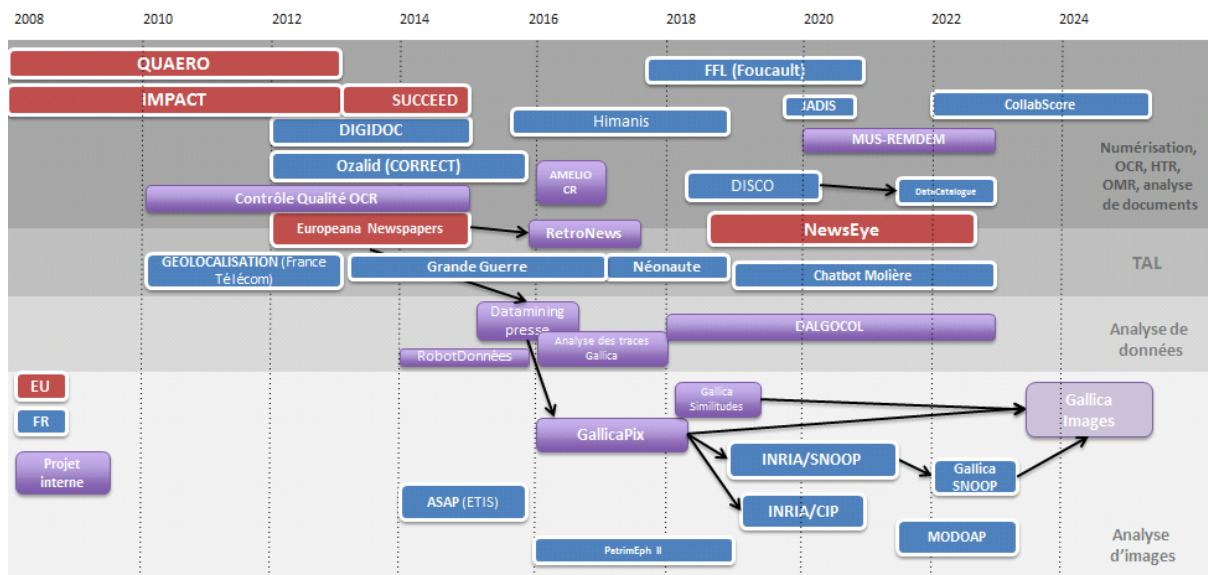 2008 2010 2012 2014 2016 2018 2020 2022 2024
QUAERO
FFL (Foucault)
IMPACT
SUCCEED
JADIS
CollabScore
Himanis
DIGIDOC
MUS-REMDEM
Numérisation,
OCR, HTR,
OMR, analyse
de documents
Ozalid (CORRECT)
AMELIO
CR
DISCO
DataCatalogue
Contrôle Qualité OCR
Europeana Newspapers
RetroNews
NewsEye
GEOLOCALISATION (France
Télécom)
Grande Guerre
Néonaute
Chatbot Molière
TAL
Datamining
presse
DALGOCOL
Analyse de
données
Analyse des traces
Gallica
RobotDonnées
EU
FR
Projet
interne
Gallica
Similitudes
Gallica
Images
GallicaPix
INRIA/SNOOP
Gallica
SNOOP
ASAP (ETIS)
INRIA/CIP
MODOAP
PatrimEph II
Analyse
d'images